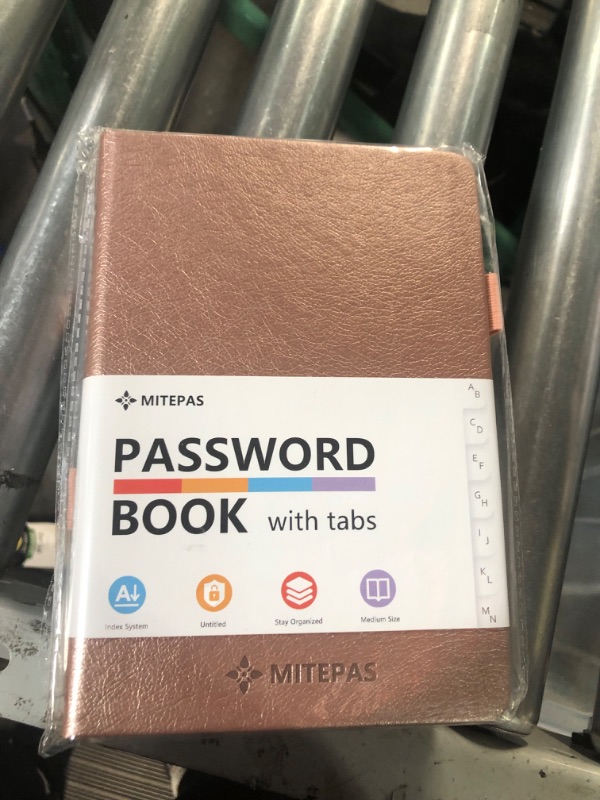 MITEPAS
PASSWORD
BOOK with tabs
Index System
Untitled
Stay Organized
Medium Size
A B
C D
E F
G H
I J
K L
M N
MITEPAS